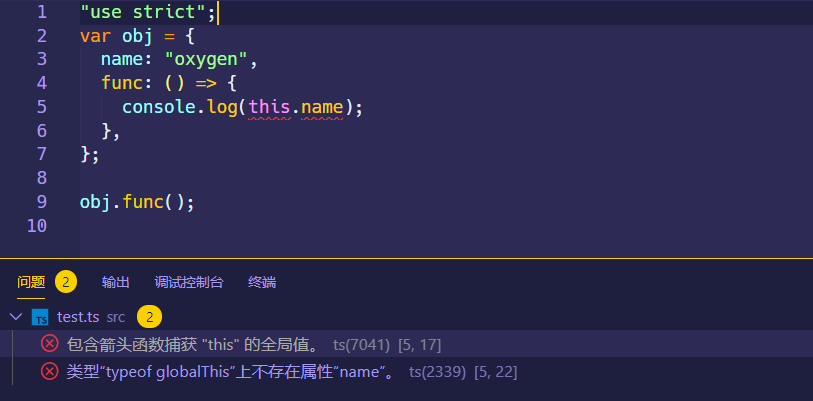 1 "use strict";
2 var obj = {
3 name: "oxygen",
4 func: () => {
5 console.log(this.name);
6 },
7 };
8
9 obj.func();
10
问题 2 输出 调试控制台 终端
TS test.ts src 2
包含箭头函数捕获 "this" 的全局值。 ts(7041) [5, 17]
类型“typeof globalThis”上不存在属性“name”。 ts(2339) [5, 22]